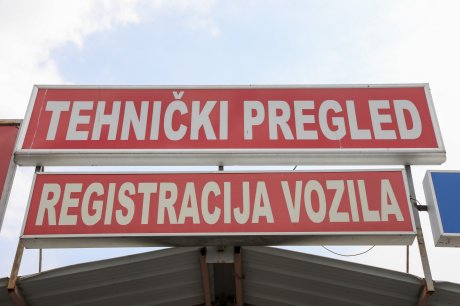 TEHNIČKI PREGLED
REGISTRACIJA VOZILA